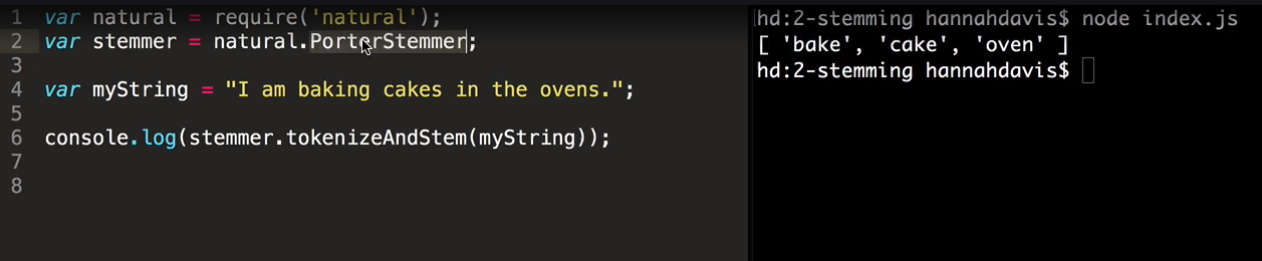 1 var natural = require('natural');
2 var stemmer = natural.PorterStemmer;
3
4 var myString = "I am baking cakes in the ovens.";
5
6 console.log(stemmer.tokenizeAndStem(myString));
7
8
hd:2-stemming hannahdavis$ node index.js
[ 'bake', 'cake', 'oven' ]
hd:2-stemming hannahdavis$